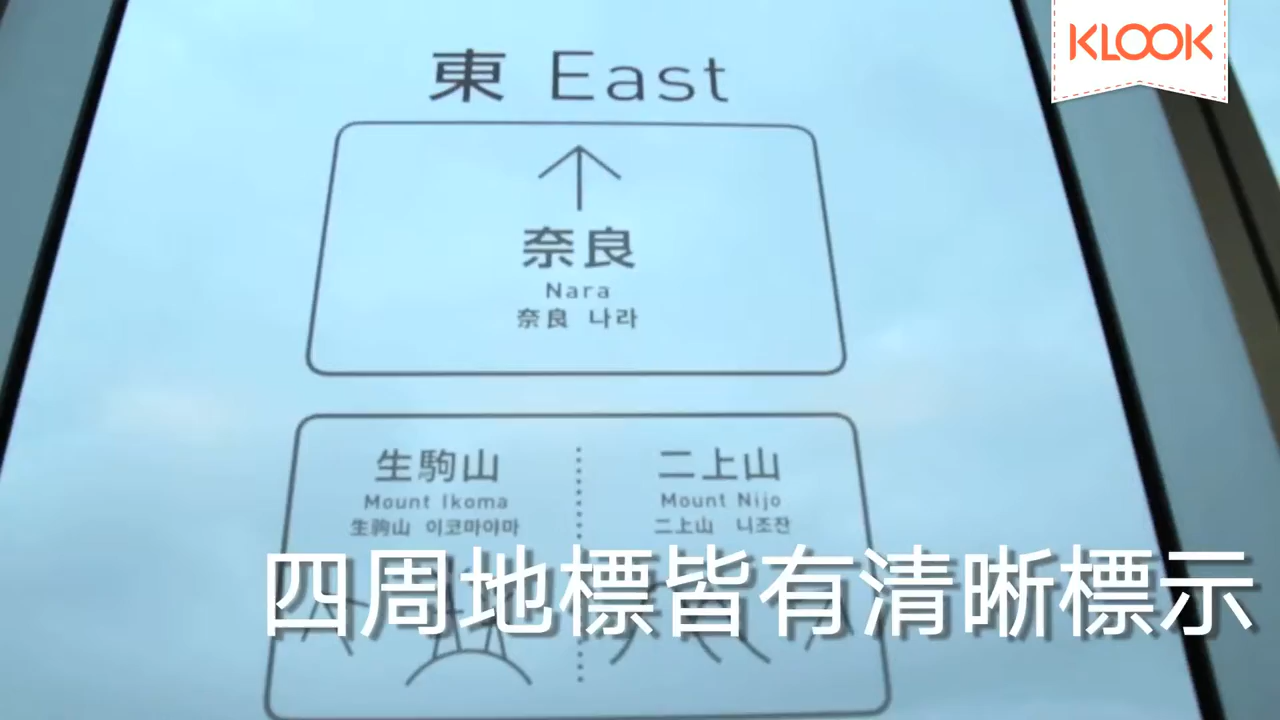 KLOOK
東 East
奈良
Nara
奈良 나라
生駒山
Mount Ikoma
生駒山 이코마야마
二上山
Mount Nijo
二上山 니조잔
四周地標皆有清晰標示